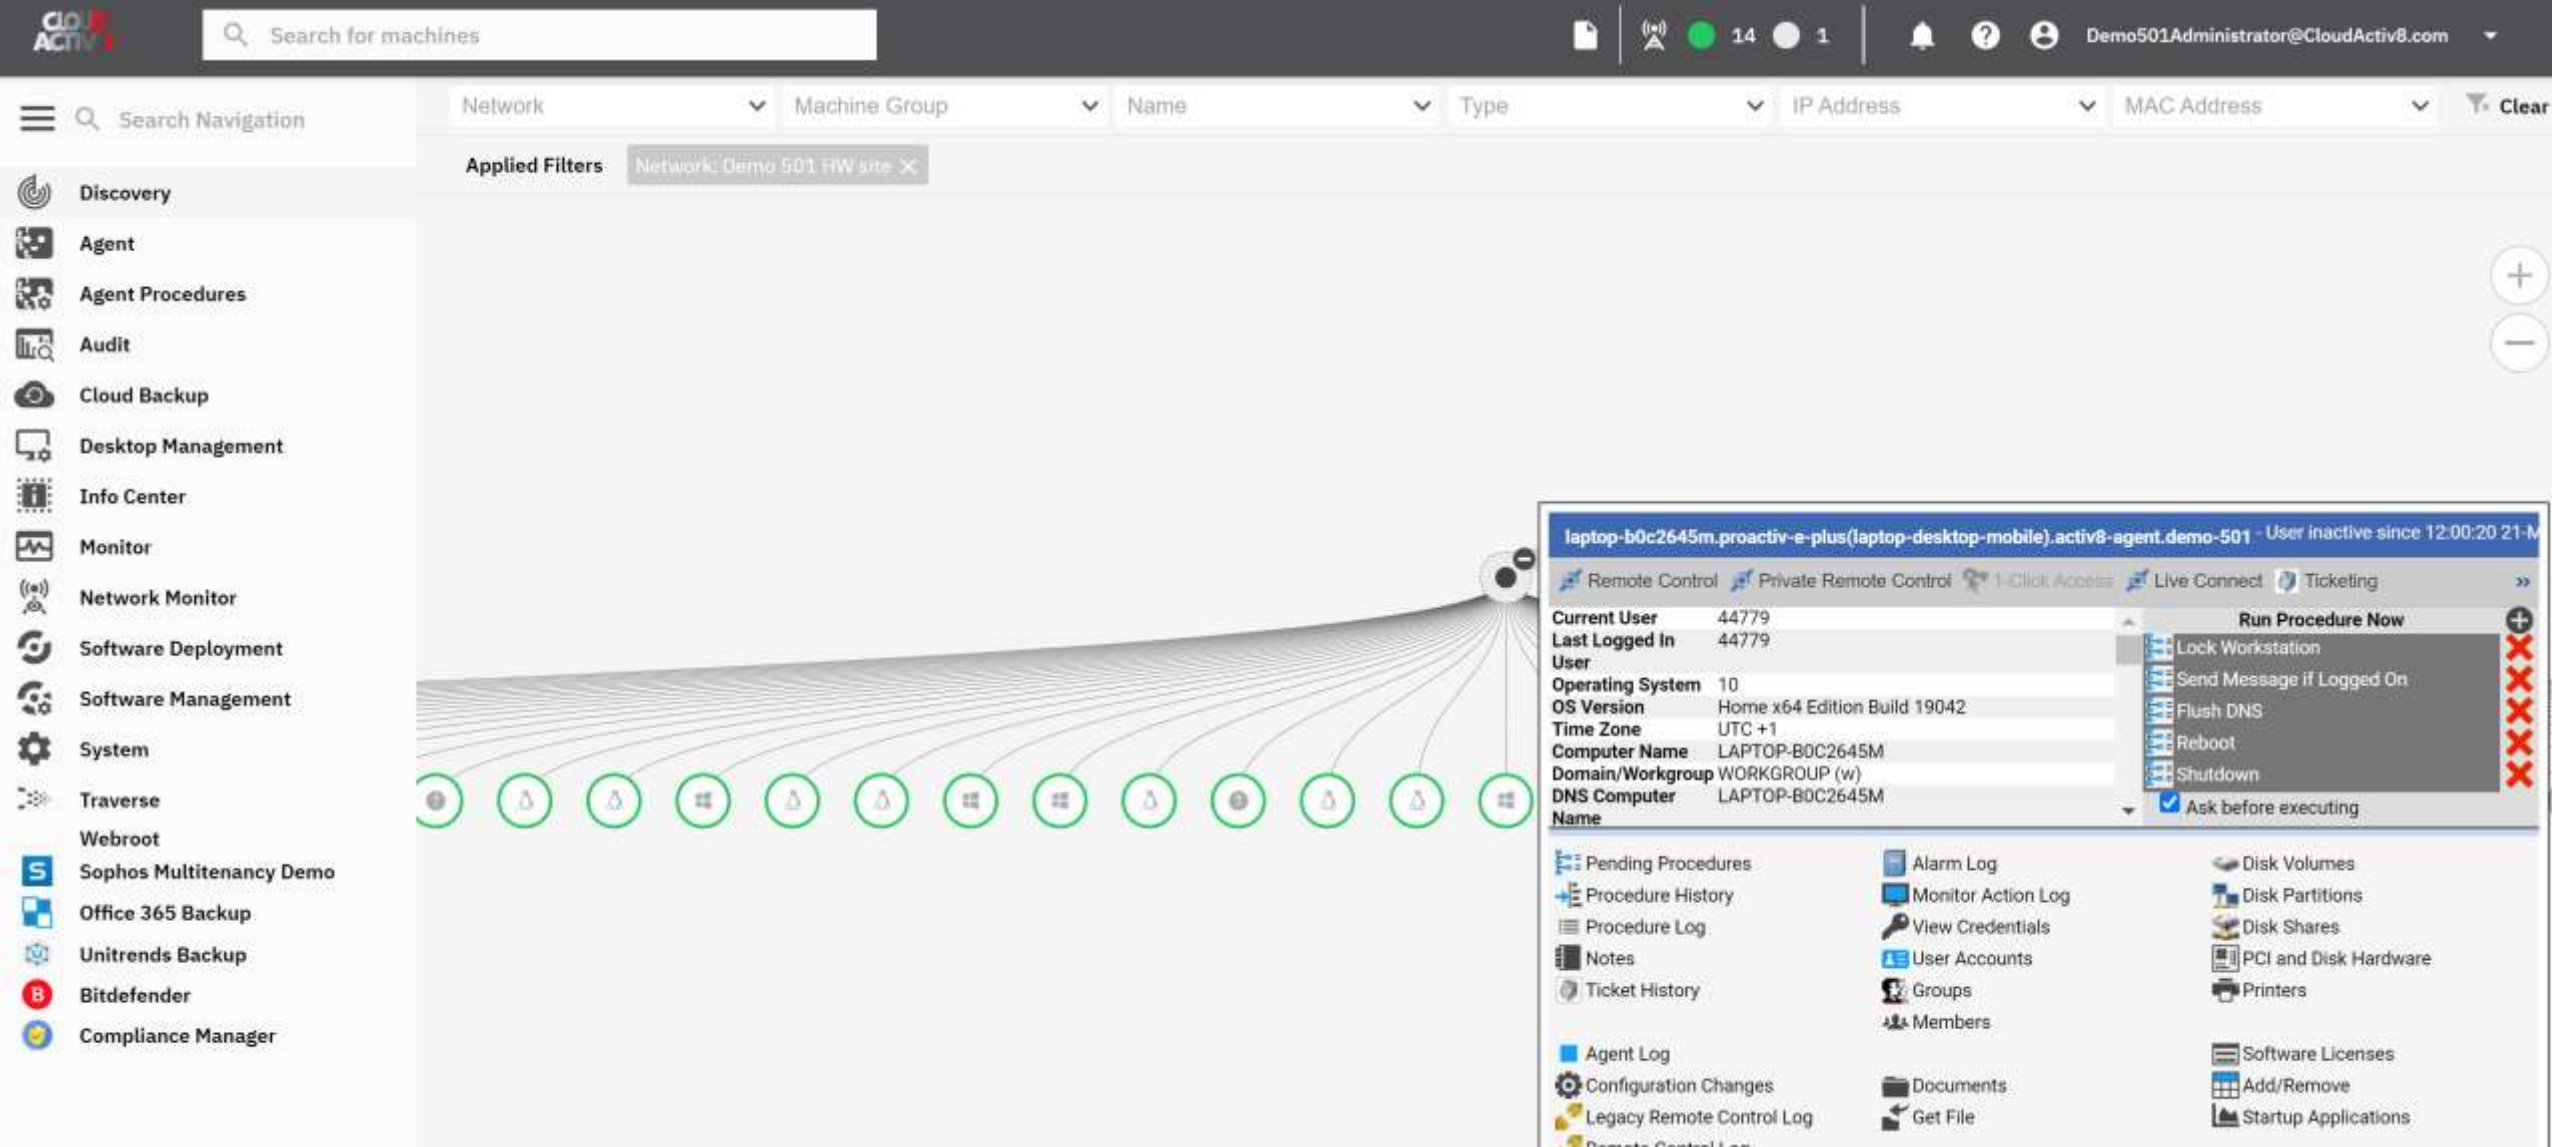 CLOUD
ACTIV8
Search for machines
14
1
Demo501Administrator@CloudActiv8.com
Search Navigation
Network
Machine Group
Name
Type
IP Address
MAC Address
Clear
Applied Filters
Network: Demo 501 HW site
Discovery
Agent
Agent Procedures
Audit
Cloud Backup
Desktop Management
Info Center
Monitor
Network Monitor
Software Deployment
Software Management
System
Traverse
Webroot
Sophos Multitenancy Demo
Office 365 Backup
Unitrends Backup
Bitdefender
Compliance Manager
laptop-b0c2645m.proactiv-e-plus(laptop-desktop-mobile).activ8-agent.demo-501 - User inactive since 12:00:20 21-M
Remote Control
Private Remote Control
1-Click Access
Live Connect
Ticketing
»
Current User 44779
Last Logged In User 44779
Operating System 10
OS Version Home x64 Edition Build 19042
Time Zone UTC +1
Computer Name LAPTOP-B0C2645M
Domain/Workgroup WORKGROUP (w)
DNS Computer Name LAPTOP-B0C2645M
Run Procedure Now
Lock Workstation
Send Message if Logged On
Flush DNS
Reboot
Shutdown
Ask before executing
Pending Procedures
Procedure History
Procedure Log
Notes
Ticket History
Agent Log
Configuration Changes
Legacy Remote Control Log
Remote Control Log
Alarm Log
Monitor Action Log
View Credentials
User Accounts
Groups
Members
Documents
Get File
Disk Volumes
Disk Partitions
Disk Shares
PCI and Disk Hardware
Printers
Software Licenses
Add/Remove
Startup Applications